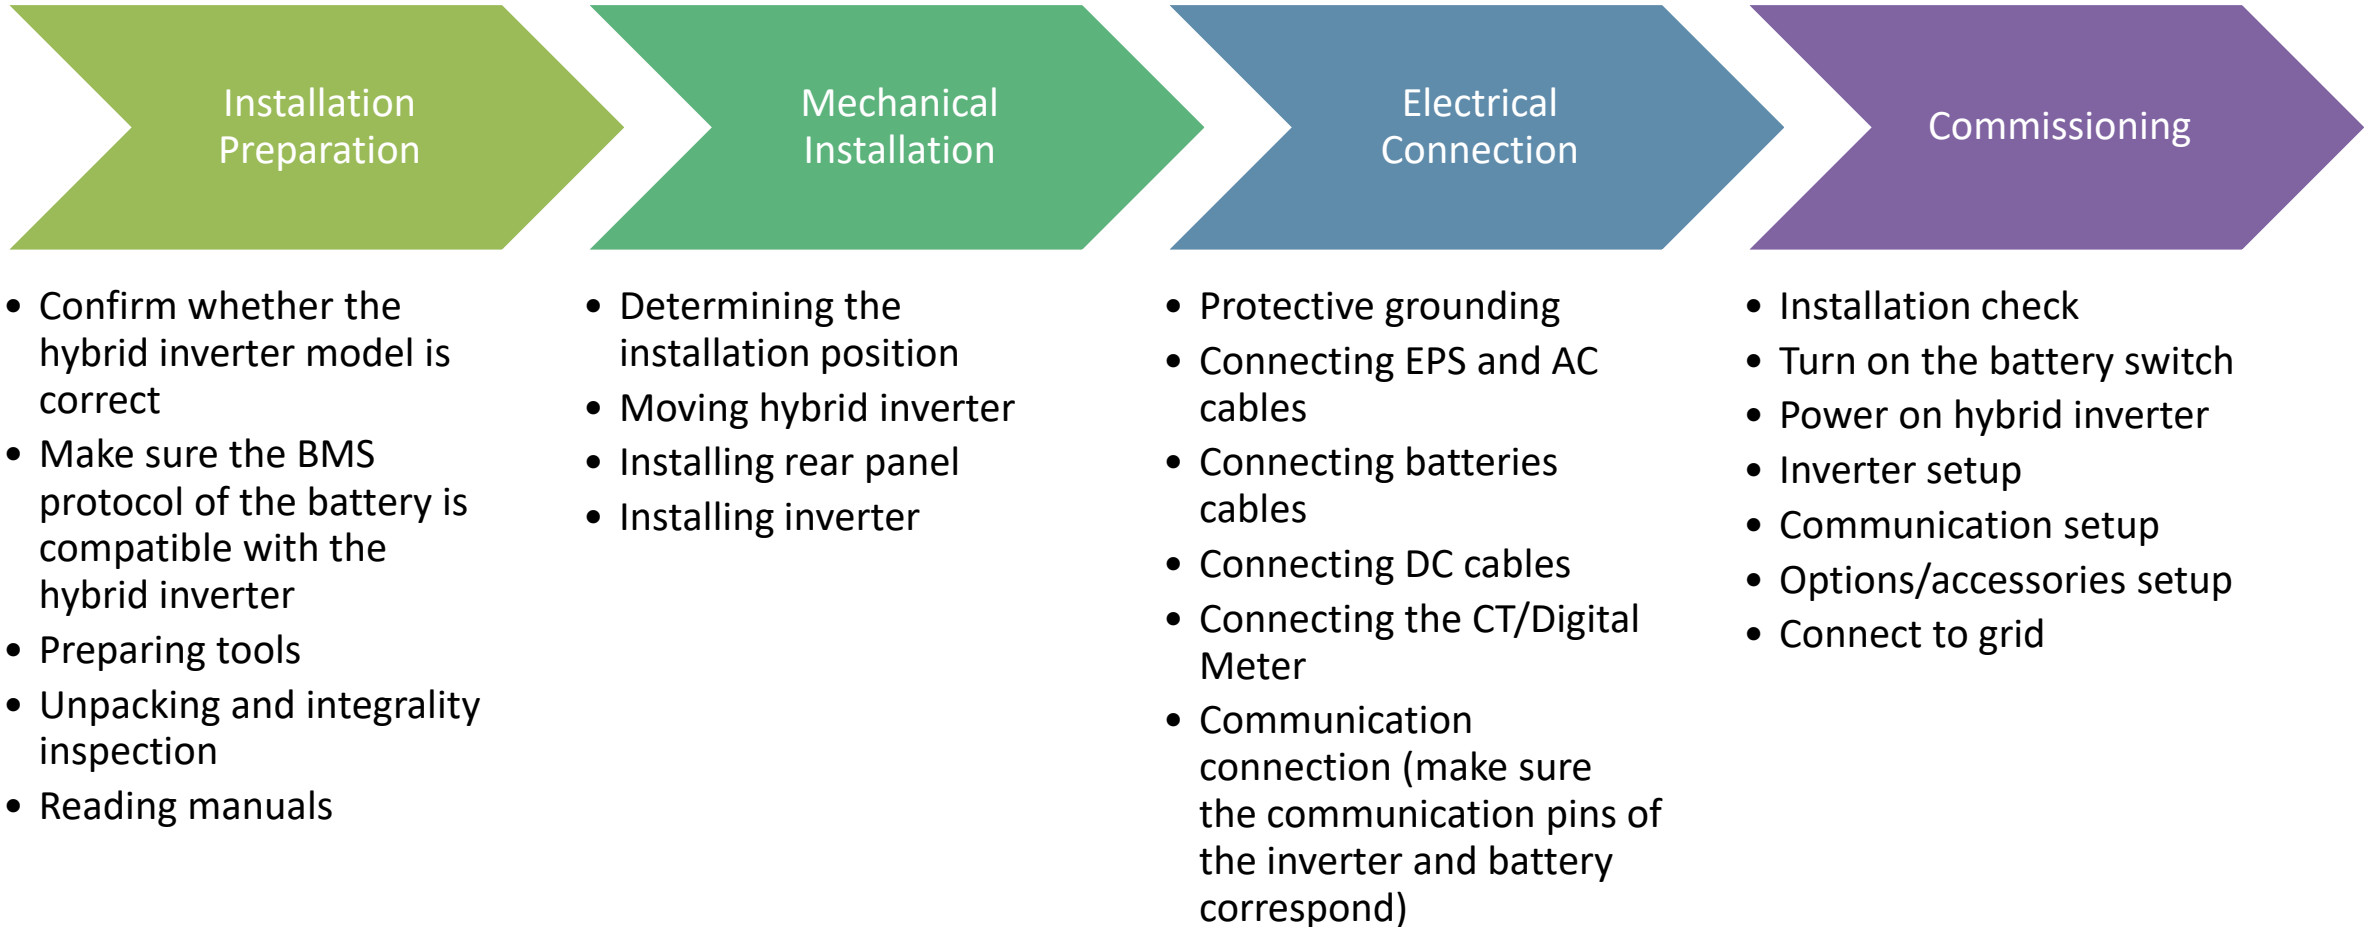 Installation
Preparation
• Confirm whether the
hybrid inverter model is
correct
• Make sure the BMS
protocol of the battery is
compatible with the
hybrid inverter
• Preparing tools
• Unpacking and integrality
inspection
• Reading manuals
Mechanical
Installation
• Determining the
installation position
• Moving hybrid inverter
• Installing rear panel
• Installing inverter
Electrical
Connection
• Protective grounding
• Connecting EPS and AC
cables
• Connecting batteries
cables
• Connecting DC cables
• Connecting the CT/Digital
Meter
• Communication
connection (make sure
the communication pins of
the inverter and battery
correspond)
Commissioning
• Installation check
• Turn on the battery switch
• Power on hybrid inverter
• Inverter setup
• Communication setup
• Options/accessories setup
• Connect to grid